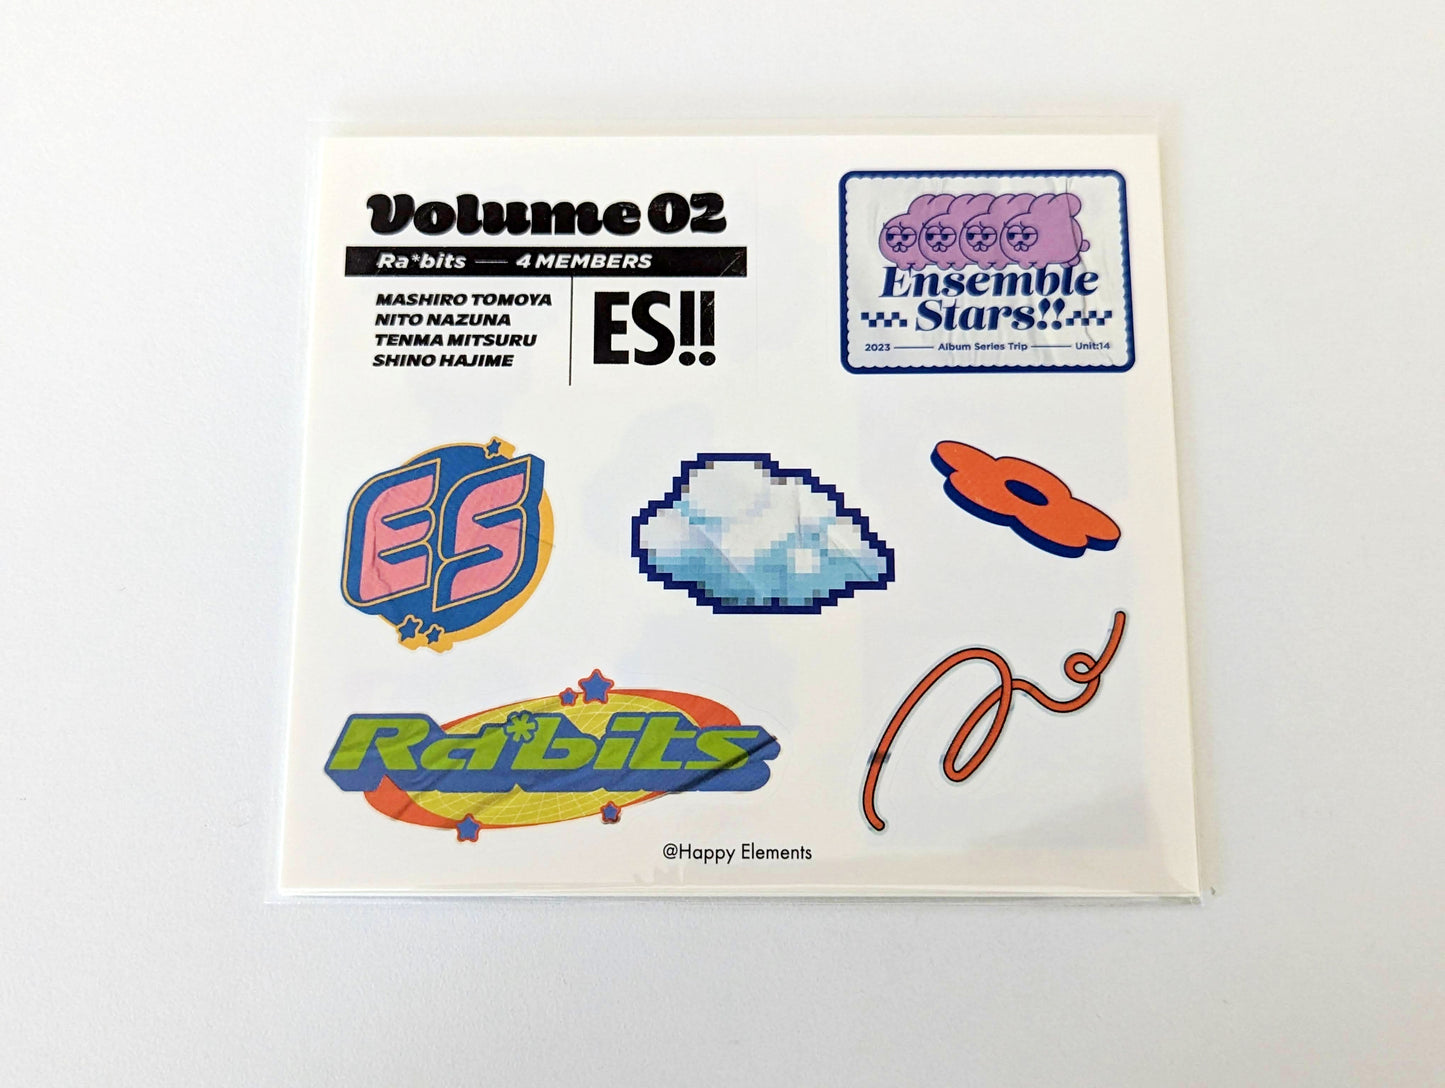 Volume 02
Ra*bits — 4 MEMBERS
MASHIRO TOMOYA
NITO NAZUNA
TENMA MITSURU
SHINO HAJIME
ES!!
Ensemble
Stars!!
2023 — Album Series Trip — Unit:14
ES
Ra*bits
@Happy Elements